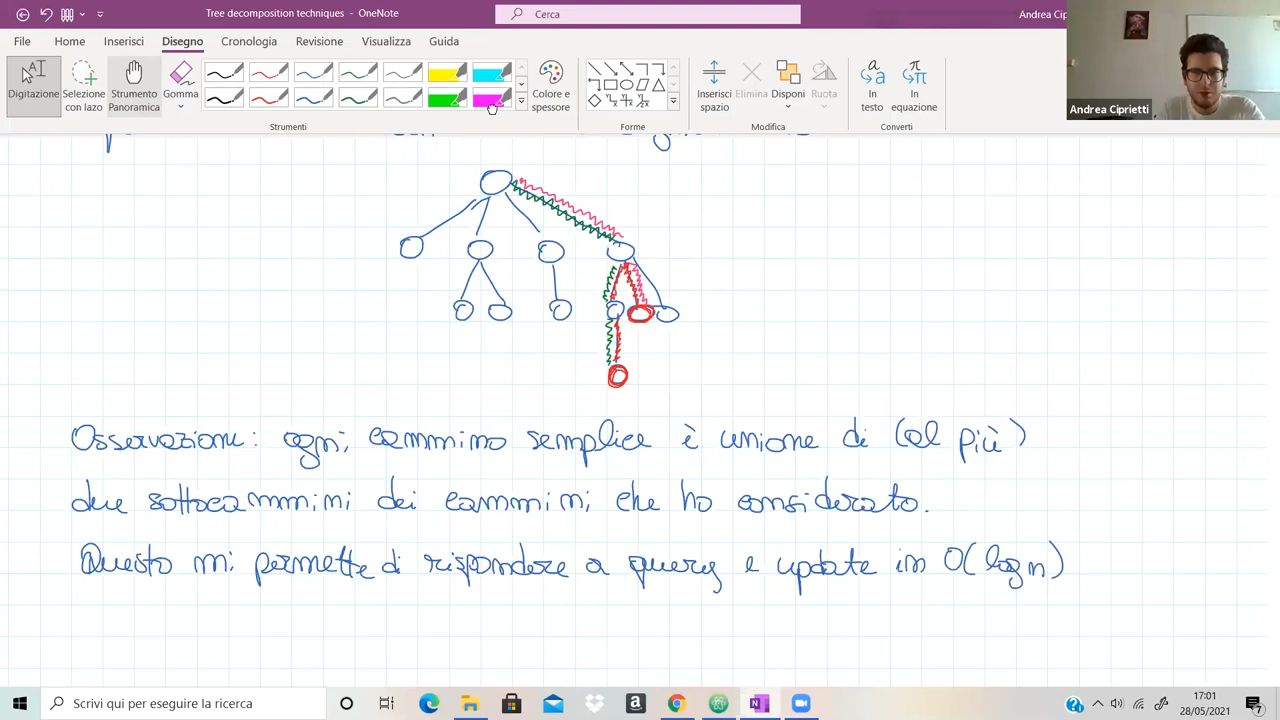 Tree decomposition techniques - OneNote
Cerca
Andrea Cip
File Home Inserisci Disegno Cronologia Revisione Visualizza Guida
Digitazione
Selezione con lazo
Strumento Panoramica
Gomma
Colore e spessore
Inserisci spazio
Elimina
Disponi
Ruota
In testo
In equazione
Strumenti
Forme
Modifica
Converti
Andrea Ciprietti
Osservazione: ogni cammino semplice è unione di (al più)
due sottocammini dei cammini che ho considerato.
Questo mi permette di rispondere a query e update in O(log n)
Scrivi qui per eseguire la ricerca
17:01
28/05/2021
7